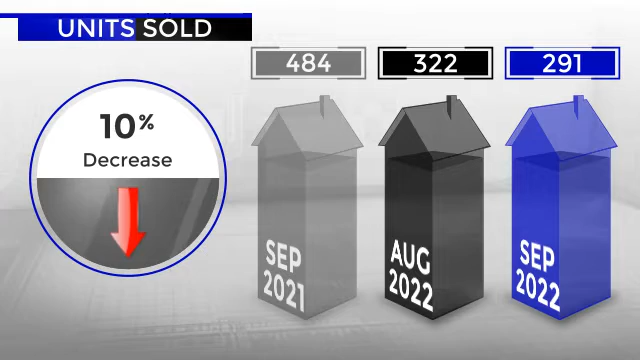 UNITS SOLD
484
322
291
10%
Decrease
SEP
2021
AUG
2022
SEP
2022